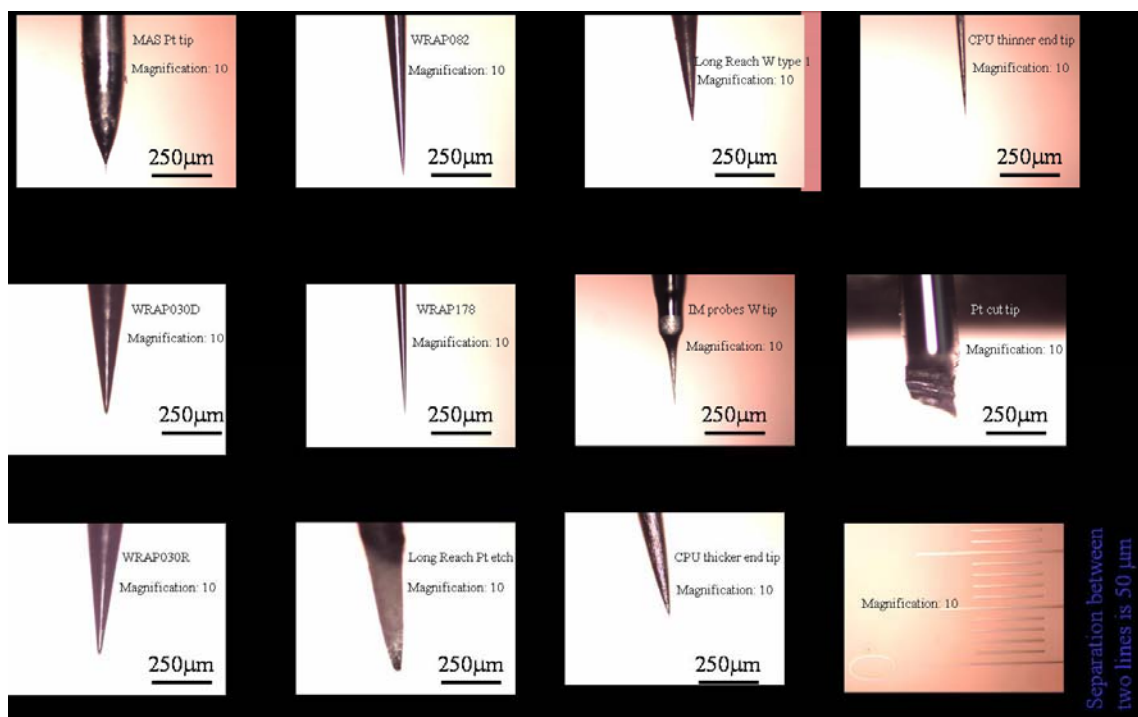 MAS Pt tip
Magnification: 10
250μm
WRAP082
Magnification: 10
250μm
Long Reach W type 1
Magnification: 10
250μm
CPU thinner end tip
Magnification: 10
250μm
WRAP030D
Magnification: 10
250μm
WRAP178
Magnification: 10
250μm
IM probes W tip
Magnification: 10
250μm
Pt cut tip
Magnification: 10
250μm
WRAP030R
Magnification: 10
250μm
Long Reach Pt etch
Magnification: 10
250μm
CPU thicker end tip
Magnification: 10
250μm
Magnification: 10
Separation between
two lines is 50 μm